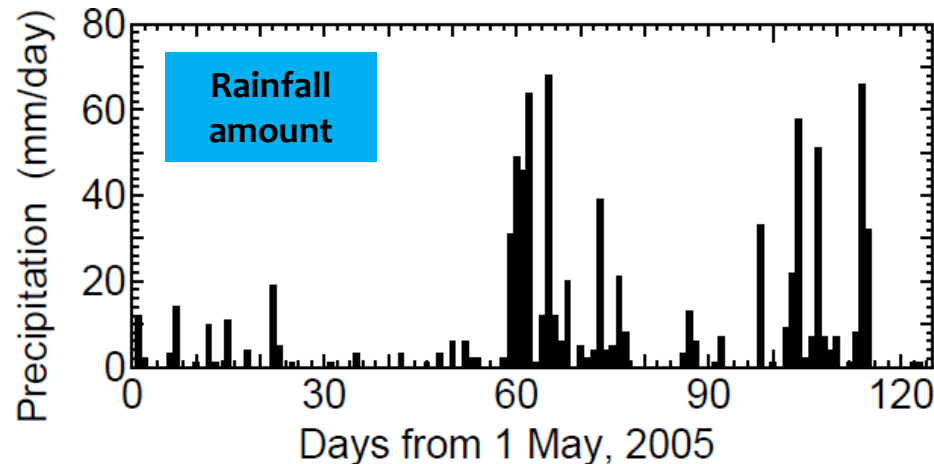 Rainfall
amount
Precipitation (mm/day)
80
60
40
20
0
0 30 60 90 120
Days from 1 May, 2005